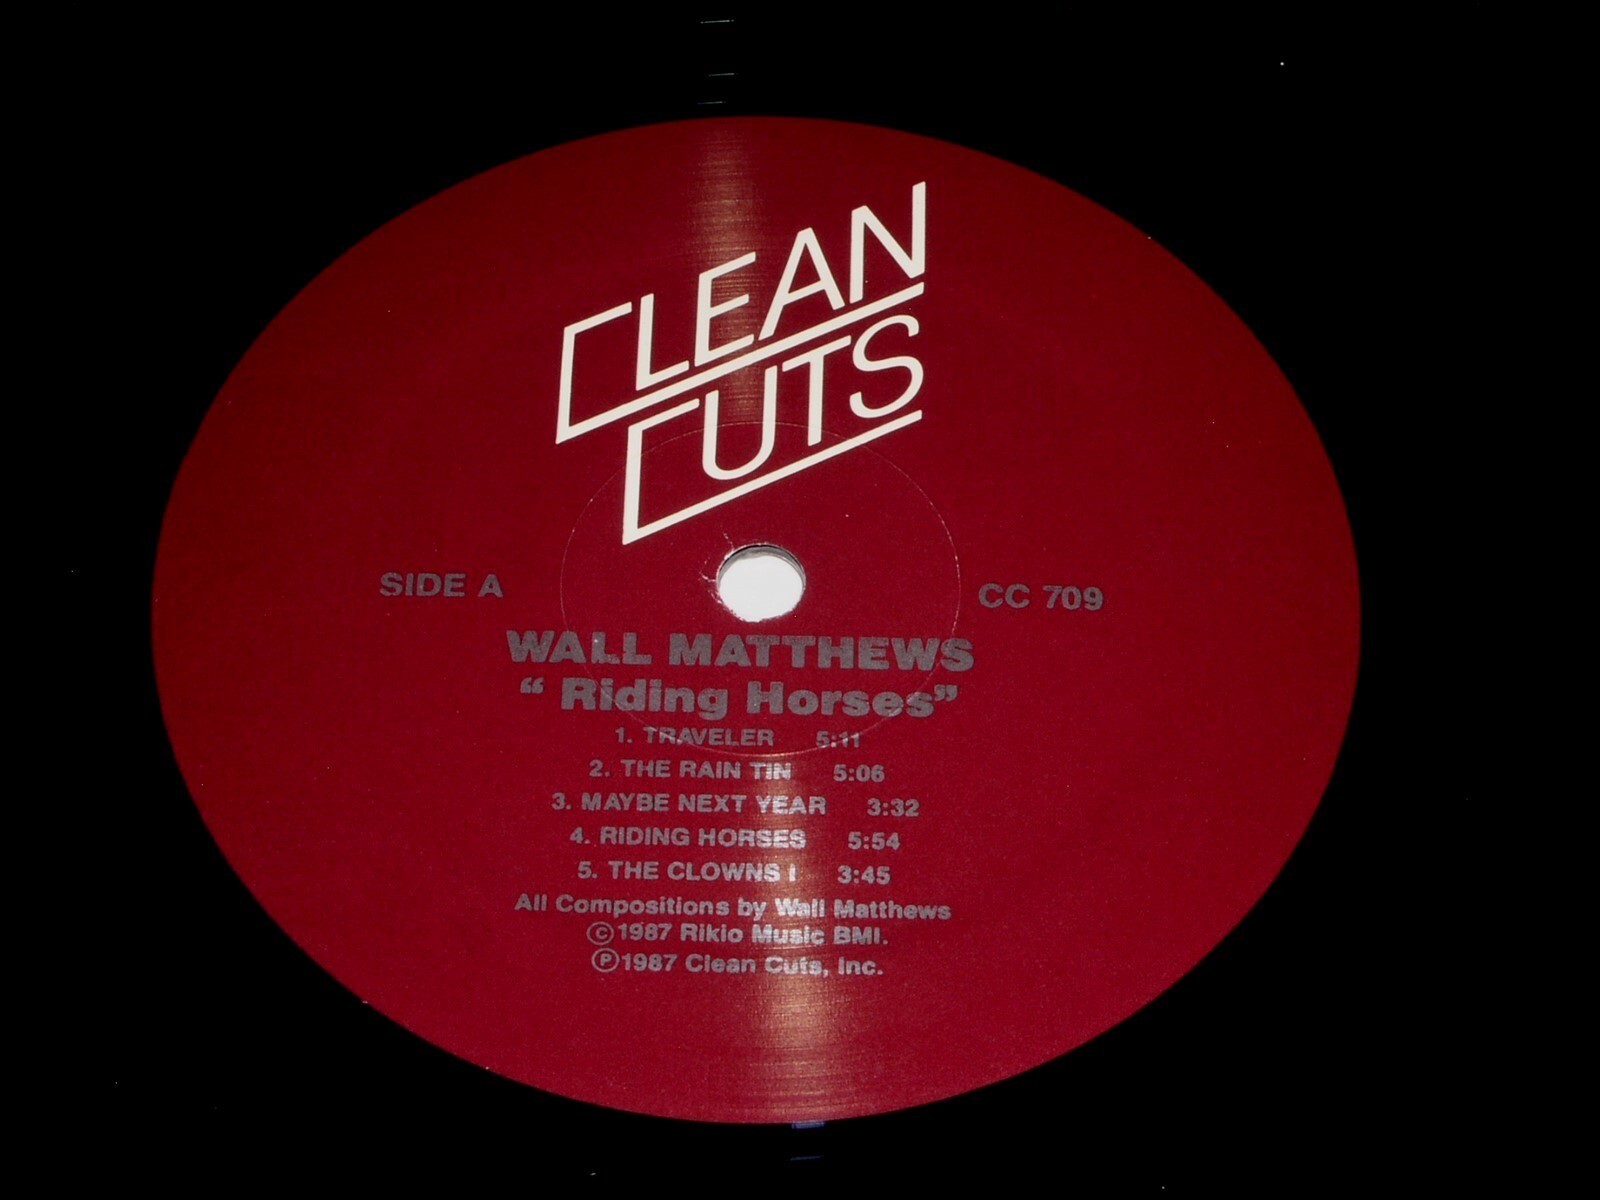 CLEAN
CUTS
SIDE A
CC 709
WALL MATTHEWS
" Riding Horses"
1. TRAVELER 5:11
2. THE RAIN TIN 5:06
3. MAYBE NEXT YEAR 3:32
4. RIDING HORSES 5:54
5. THE CLOWNS I 3:45
All Compositions by Wall Matthews
©1987 Rikio Music BMI.
℗1987 Clean Cuts, Inc.